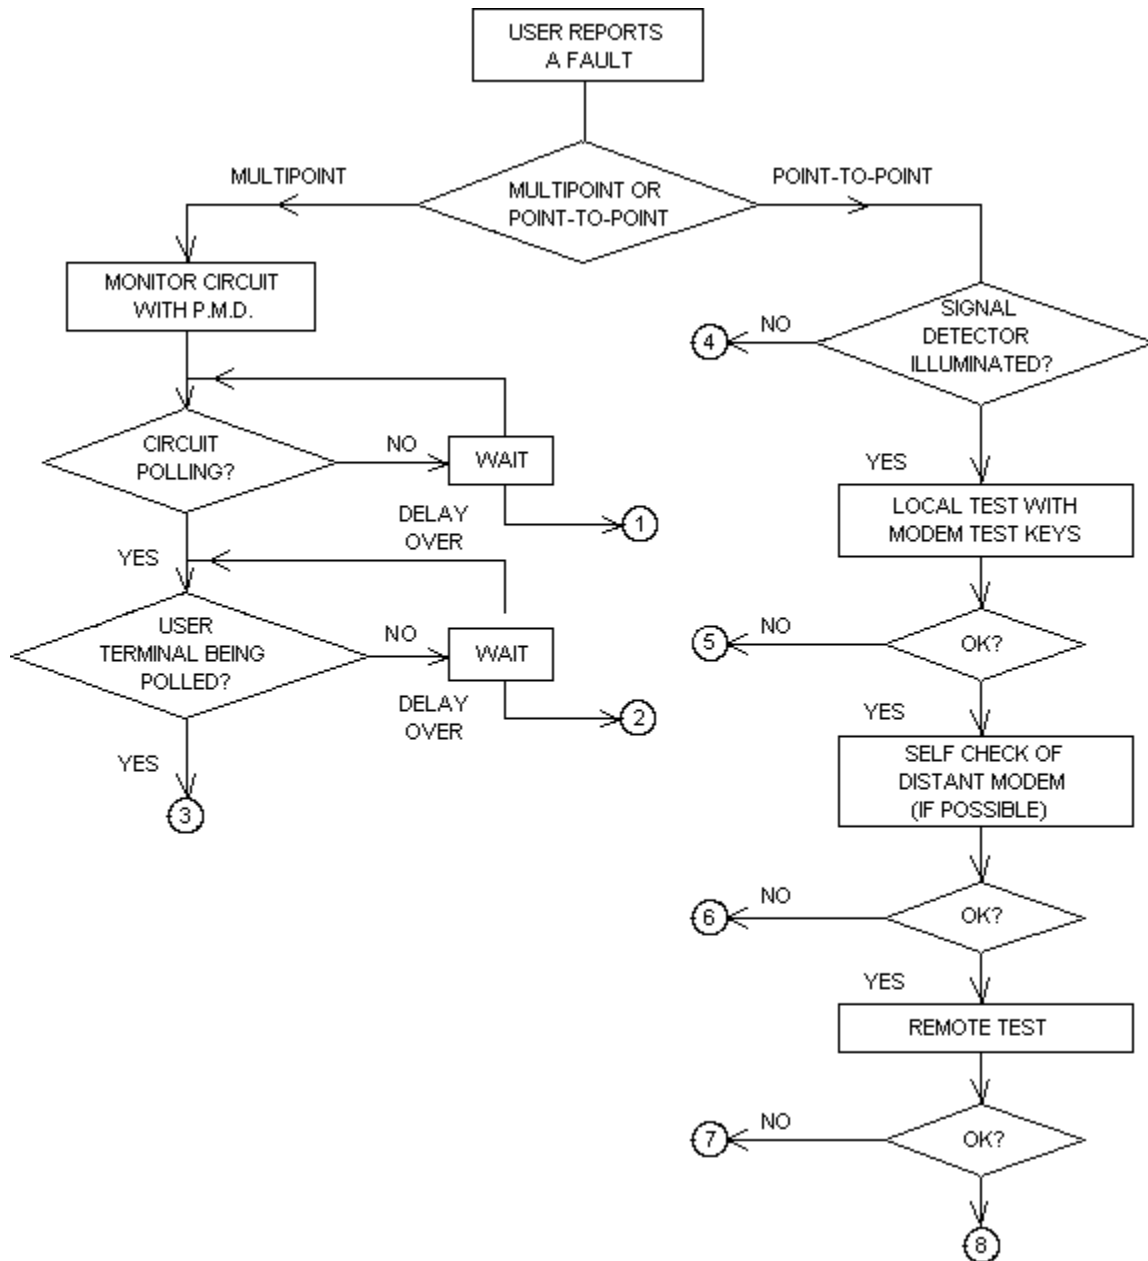 USER REPORTS
A FAULT
MULTIPOINT
POINT-TO-POINT
MULTIPOINT OR
POINT-TO-POINT
MONITOR CIRCUIT
WITH P.M.D.
SIGNAL
DETECTOR
ILLUMINATED?
NO
4
CIRCUIT
POLLING?
NO
WAIT
YES
DELAY
OVER
1
LOCAL TEST WITH
MODEM TEST KEYS
YES
USER
TERMINAL BEING
POLLED?
NO
WAIT
NO
5
OK?
DELAY
OVER
2
YES
YES
3
SELF CHECK OF
DISTANT MODEM
(IF POSSIBLE)
NO
6
OK?
YES
REMOTE TEST
NO
7
OK?
8